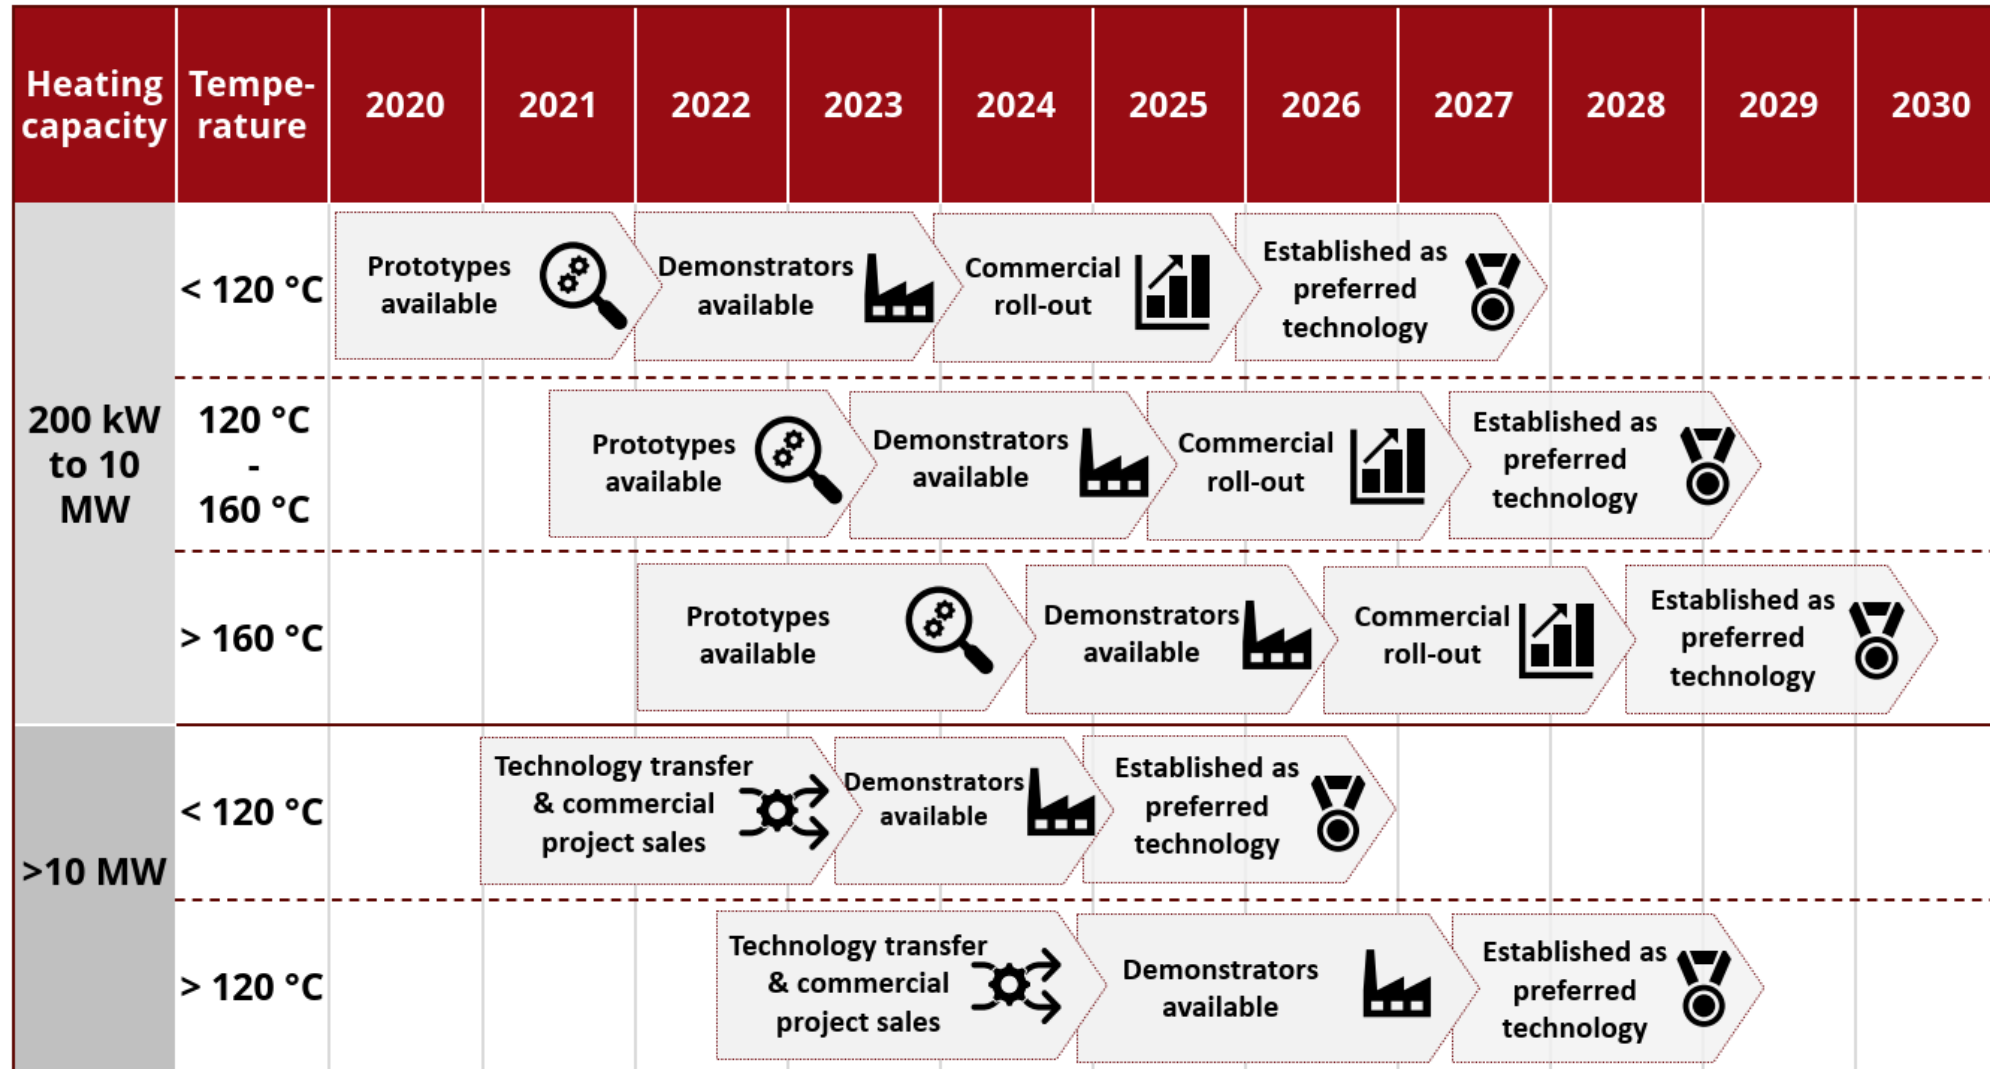 Heating
capacity
Tempe-
rature
2020
2021
2022
2023
2024
2025
2026
2027
2028
2029
2030
200 kW
to 10
MW
< 120 °C
Prototypes
available
Demonstrators
available
Commercial
roll-out
Established as
preferred
technology
120 °C
-
160 °C
Prototypes
available
Demonstrators
available
Commercial
roll-out
Established as
preferred
technology
> 160 °C
Prototypes
available
Demonstrators
available
Commercial
roll-out
Established as
preferred
technology
>10 MW
< 120 °C
Technology transfer
& commercial
project sales
Demonstrators
available
Established as
preferred
technology
> 120 °C
Technology transfer
& commercial
project sales
Demonstrators
available
Established as
preferred
technology